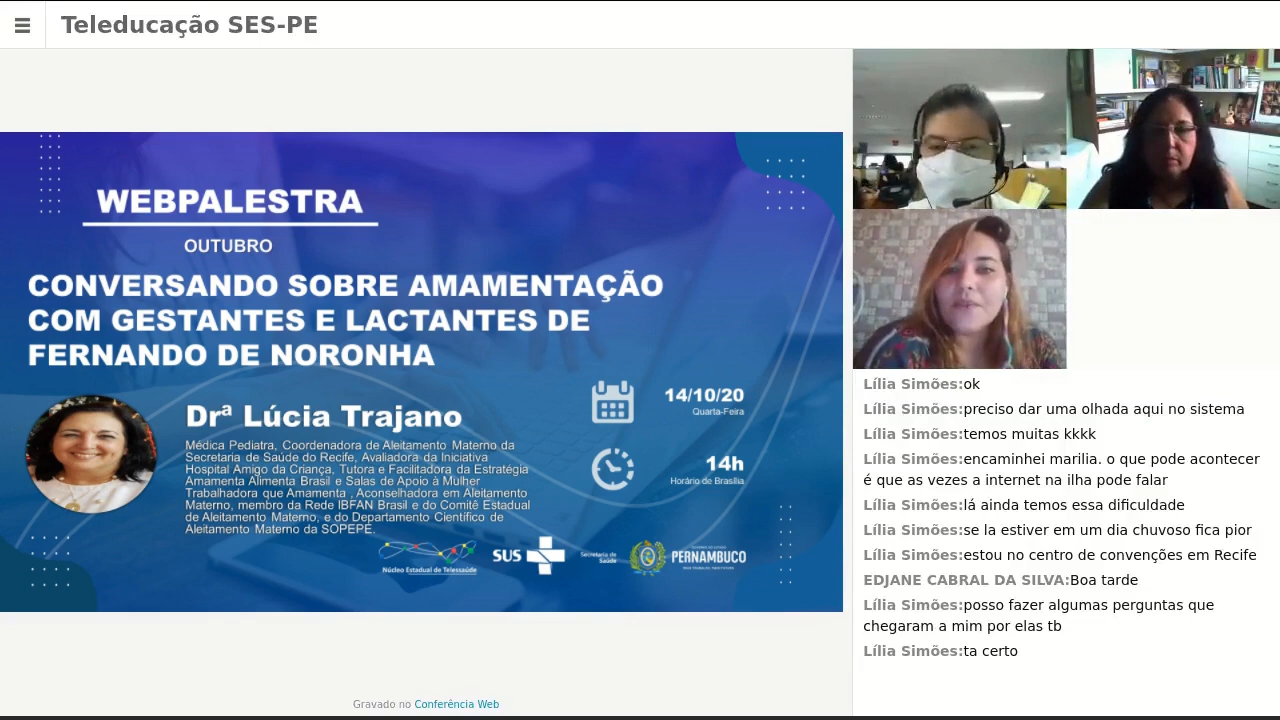 Teleducação SES-PE
WEBPALESTRA
OUTUBRO
CONVERSANDO SOBRE AMAMENTAÇÃO
COM GESTANTES E LACTANTES DE
FERNANDO DE NORONHA
Drª Lúcia Trajano
Médica Pediatra, Coordenadora de Aleitamento Materno da
Secretaria de Saúde do Recife, Avaliadora da Iniciativa
Hospital Amigo da Criança, Tutora e Facilitadora da Estratégia
Amamenta Alimenta Brasil e Salas de Apoio à Mulher
Trabalhadora que Amamenta , Aconselhadora em Aleitamento
Materno, membro da Rede IBFAN Brasil e do Comitê Estadual
de Aleitamento Materno, e do Departamento Científico de
Aleitamento Materno da SOPEPE.
14/10/20
Quarta-Feira
14h
Horário de Brasília
Núcleo Estadual de Telessaúde
SUS
Secretaria de
Saúde
PERNAMBUCO
Gravado no Conferência Web
Lília Simões:ok
Lília Simões:preciso dar uma olhada aqui no sistema
Lília Simões:temos muitas kkkk
Lília Simões:encaminhei marilia. o que pode acontecer
é que as vezes a internet na ilha pode falar
Lília Simões:lá ainda temos essa dificuldade
Lília Simões:se la estiver em um dia chuvoso fica pior
Lília Simões:estou no centro de convenções em Recife
EDJANE CABRAL DA SILVA:Boa tarde
Lília Simões:posso fazer algumas perguntas que
chegaram a mim por elas tb
Lília Simões:ta certo